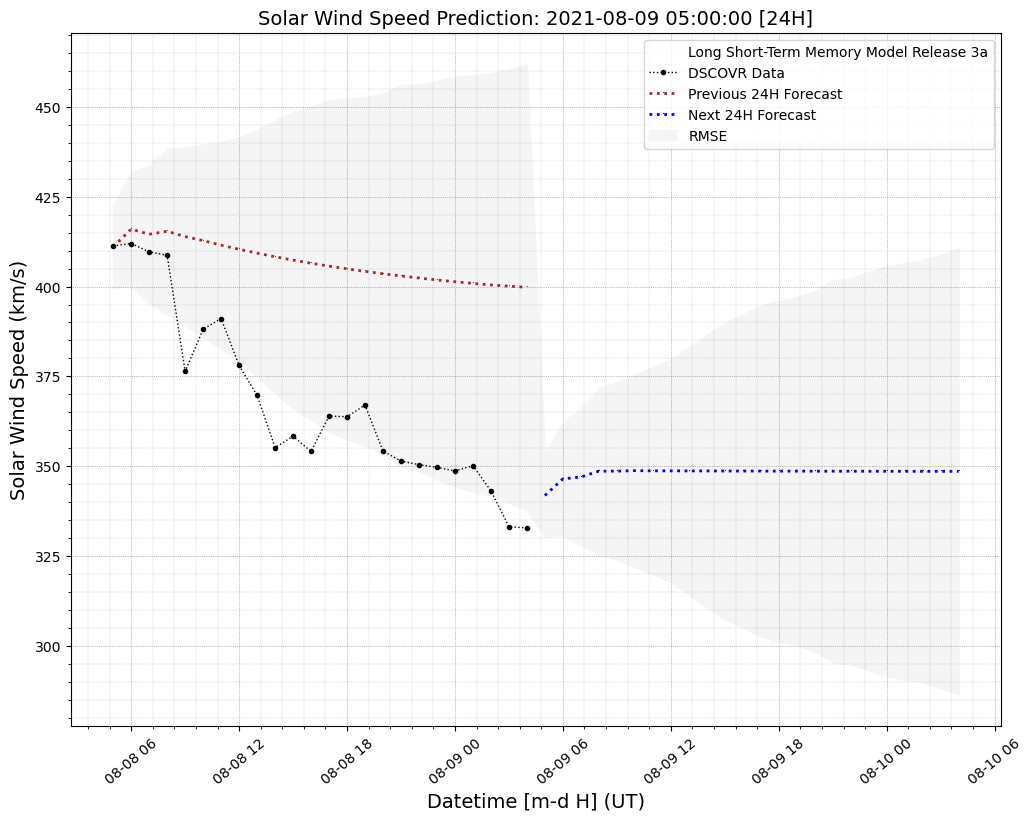 Solar Wind Speed Prediction: 2021-08-09 05:00:00 [24H]
Long Short-Term Memory Model Release 3a
DSCOVR Data
Previous 24H Forecast
Next 24H Forecast
RMSE
Solar Wind Speed (km/s)
450
425
400
375
350
325
300
08-08 06
08-08 12
08-08 18
08-09 00
08-09 06
08-09 12
08-09 18
08-10 00
08-10 06
Datetime [m-d H] (UT)